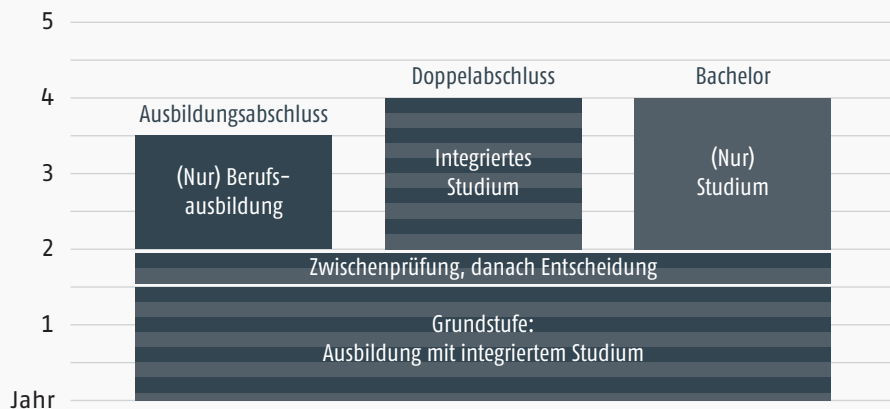 5
4
3
2
1
Jahr
Ausbildungsabschluss
Doppelabschluss
Bachelor
(Nur) Berufs-
ausbildung
Integriertes
Studium
(Nur)
Studium
Zwischenprüfung, danach Entscheidung
Grundstufe:
Ausbildung mit integriertem Studium